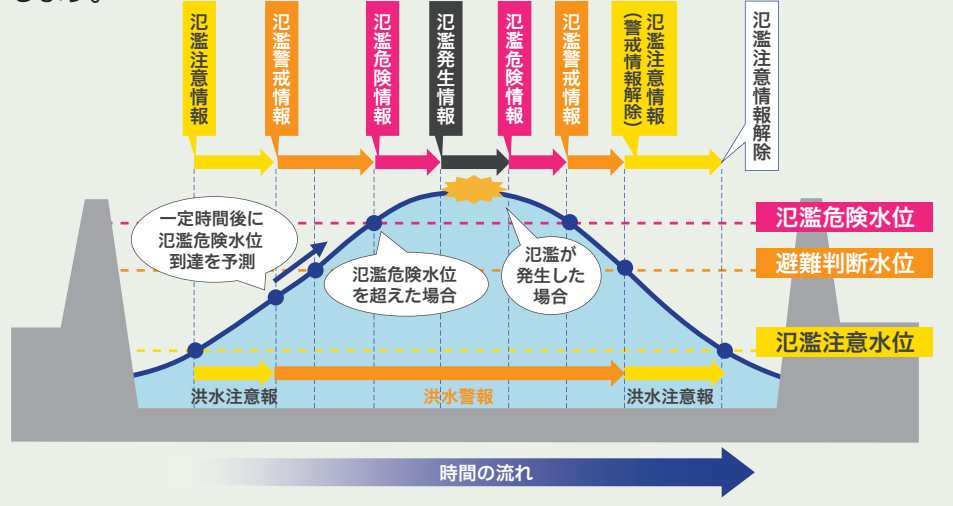 氾濫注意情報
氾濫警戒情報
氾濫危険情報
氾濫発生情報
氾濫危険情報
氾濫警戒情報
氾濫注意情報
(警戒情報解除)
氾濫注意情報解除
一定時間後に
氾濫危険水位
到達を予測
氾濫危険水位
を超えた場合
氾濫が
発生した
場合
氾濫危険水位
避難判断水位
氾濫注意水位
洪水注意報
洪水警報
洪水注意報
時間の流れ